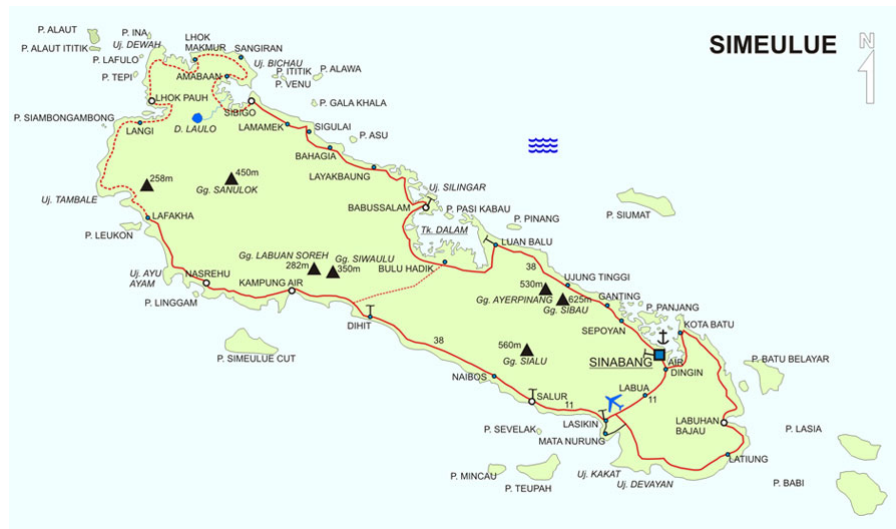 SIMEULUE
N
P. ALAUT
P. INA
Uj. DEWAH
P. ALAUT ITITIK
LHOK
MAKMUR
SANGIRAN
P. LAFULO
Uj. BICHAU
P. TEPI
AMABAAN
P. ITITIK
P. ALAWA
P. VENU
LHOK PAUH
SIBIGO
P. GALA KHALA
P. SIAMBONGAMBONG
LANGI
D. LAULO
LAMAMEK
SIGULAI
P. ASU
BAHAGIA
LAYAKBAUNG
258m
450m
Gg. SANULOK
Uj. TAMBALE
Uj. SILINGAR
BABUSSALAM
P. PASI KABAU
LAFAKHA
P. SIUMAT
P. PINANG
P. LEUKON
Tk. DALAM
LUAN BALU
Gg. LABUAN SOREH
Gg. SIWAULU
282m
350m
BULU HADIK
38
Uj. AYU
AYAM
NASREHU
KAMPUNG AIR
UJUNG TINGGI
530m
Gg. AYERPINANG
625m
Gg. SIBAU
GANTING
P. PANJANG
P. LINGGAM
DIHIT
SEPOYAN
KOTA BATU
38
560m
Gg. SIALU
P. SIMEULUE CUT
SINABANG
AIR
DINGIN
P. BATU BELAYAR
NAIBOS
LABUA
11
SALUR
11
LASIKIN
LABUHAN
BAJAU
P. SEVELAK
MATA NURUNG
P. LASIA
LATIUNG
P. MINCAU
P. TEUPAH
Uj. KAKAT
Uj. DEVAYAN
P. BABI